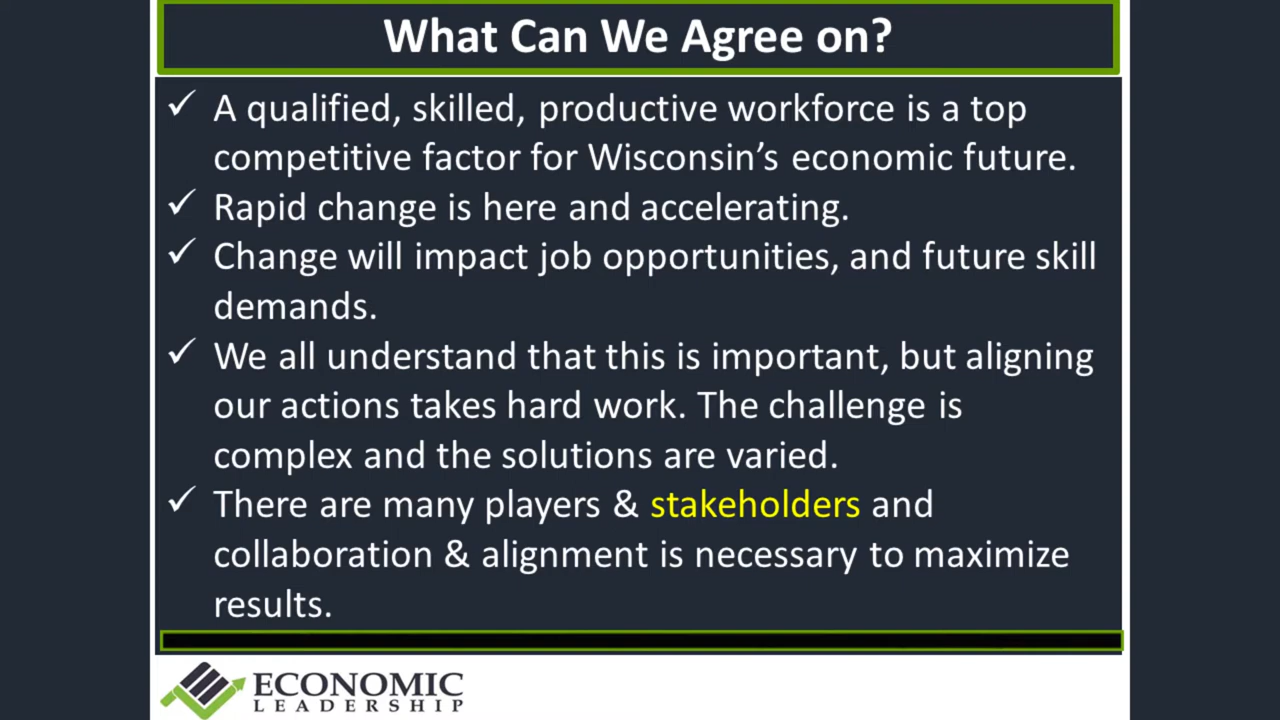 What Can We Agree on?
✓ A qualified, skilled, productive workforce is a top
competitive factor for Wisconsin’s economic future.
✓ Rapid change is here and accelerating.
✓ Change will impact job opportunities, and future skill
demands.
✓ We all understand that this is important, but aligning
our actions takes hard work. The challenge is
complex and the solutions are varied.
✓ There are many players & stakeholders and
collaboration & alignment is necessary to maximize
results.
ECONOMIC
LEADERSHIP